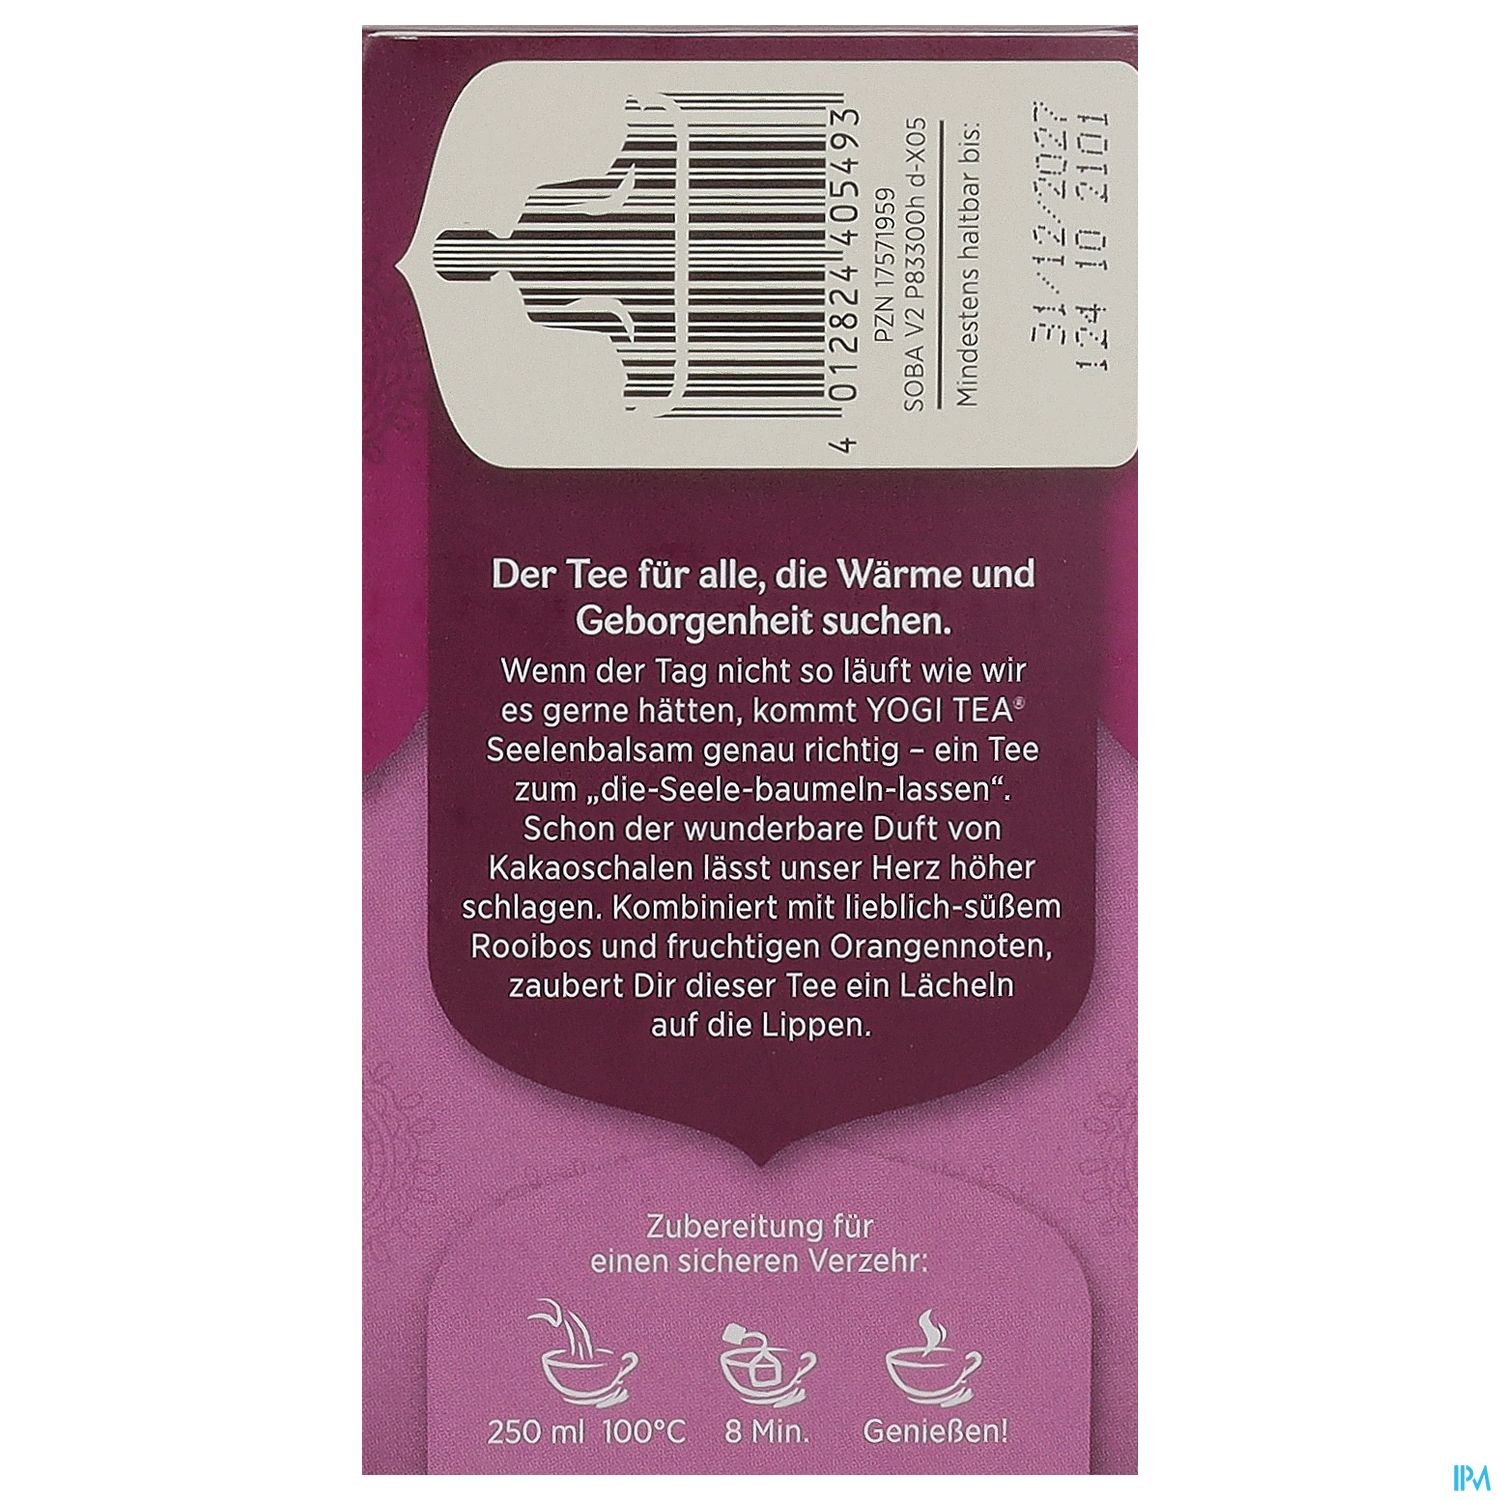 4 012824 405493
PZN 17571959
SOBA V2 P83300h d-X05
Mindestens haltbar bis:
31/12/2027
124 10 2101
Der Tee für alle, die Wärme und
Geborgenheit suchen.
Wenn der Tag nicht so läuft wie wir
es gerne hätten, kommt YOGI TEA®
Seelenbalsam genau richtig – ein Tee
zum „die-Seele-baumeln-lassen“.
Schon der wunderbare Duft von
Kakaoschalen lässt unser Herz höher
schlagen. Kombiniert mit lieblich-süßem
Rooibos und fruchtigen Orangennoten,
zaubert Dir dieser Tee ein Lächeln
auf die Lippen.
Zubereitung für
einen sicheren Verzehr:
250 ml 100°C
8 Min.
Genießen!
IPM